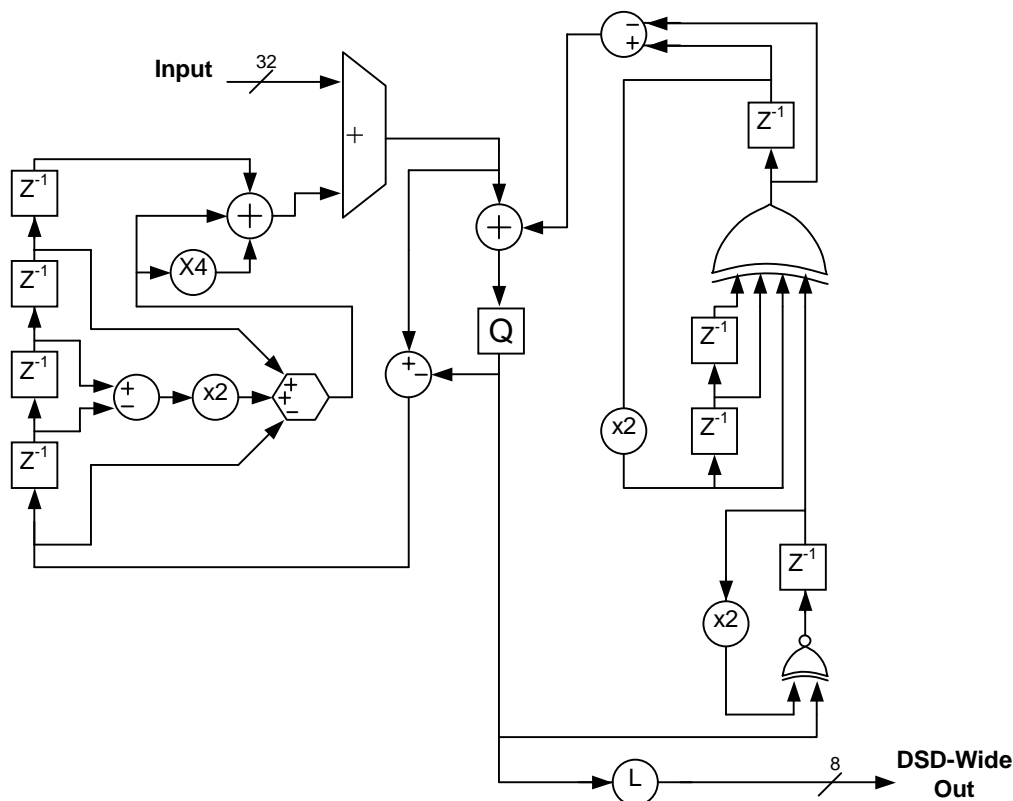 Input
32
+
−
+
Z⁻¹
Z⁻¹
+
+
X4
Z⁻¹
Q
Z⁻¹
Z⁻¹
+
−
+
−
x2
+
+
−
x2
Z⁻¹
Z⁻¹
Z⁻¹
x2
L
8
DSD-Wide
Out